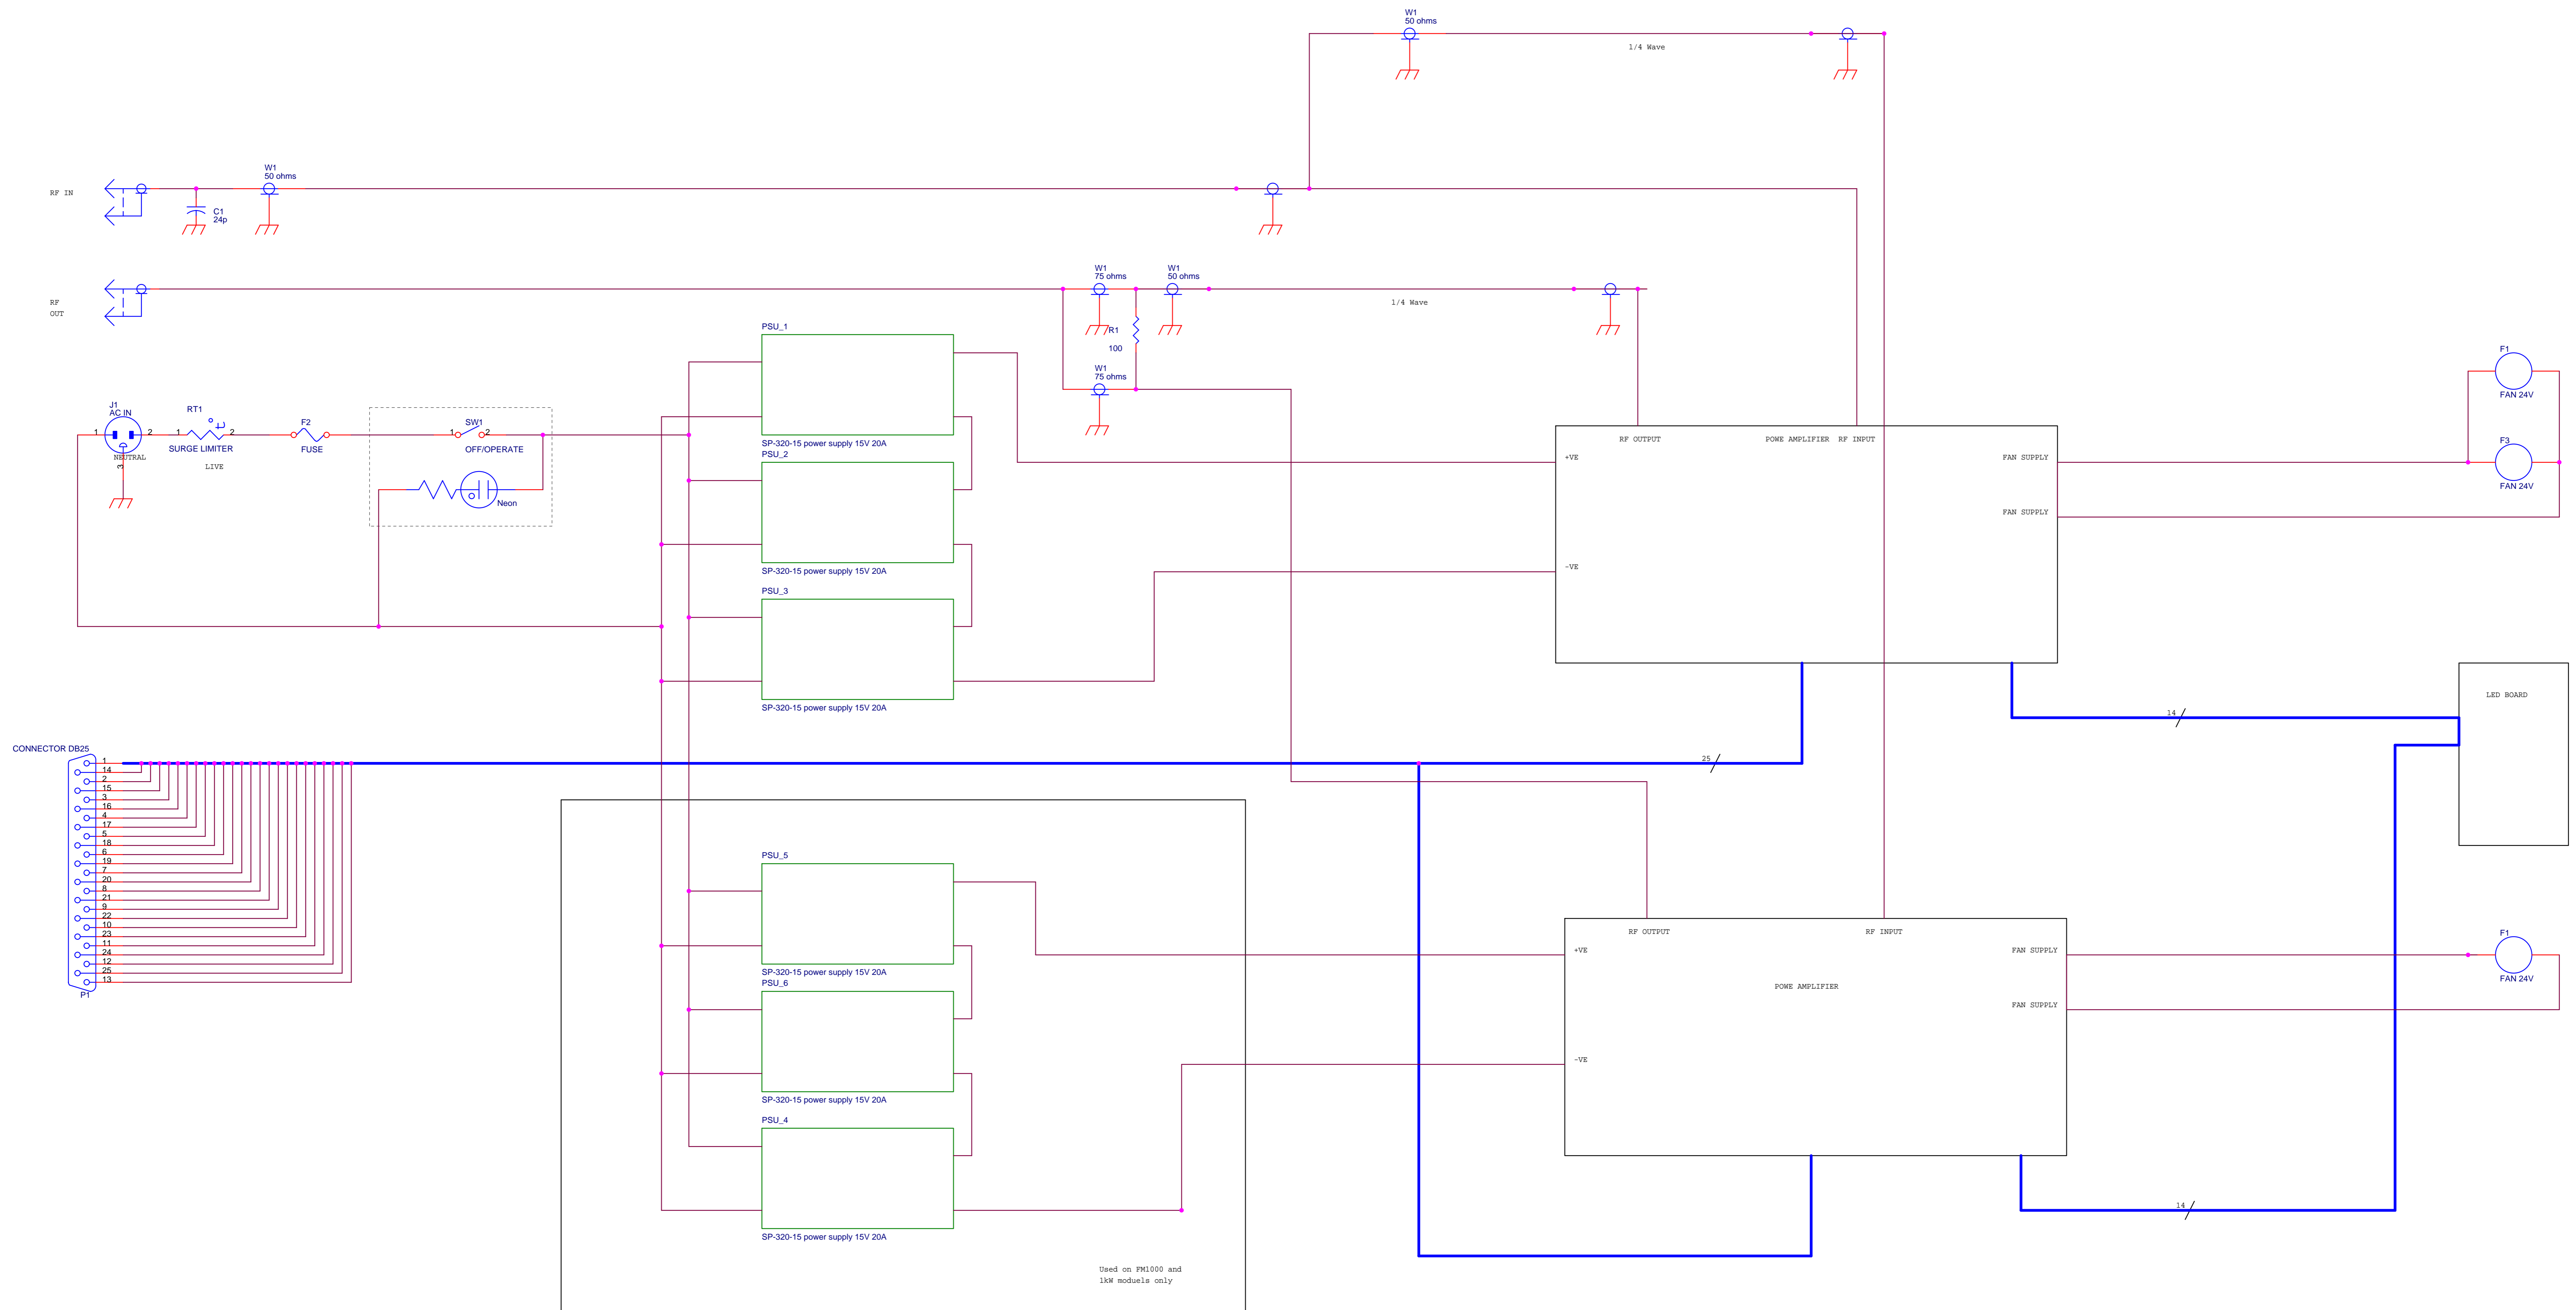 W1
50 ohms
1/4 Wave
W1
50 ohms
RF IN
C1
24p
W1
75 ohms
W1
50 ohms
RF
OUT
1/4 Wave
PSU_1
R1
100
F1
W1
75 ohms
FAN 24V
J1
AC IN
RT1
F2
SW1
1
2
1
2
1
2
SURGE LIMITER
FUSE
OFF/OPERATE
NEUTRAL
3
LIVE
SP-320-15 power supply 15V 20A
RF OUTPUT
POWE AMPLIFIER
RF INPUT
F3
PSU_2
+VE
FAN SUPPLY
FAN 24V
Neon
FAN SUPPLY
SP-320-15 power supply 15V 20A
-VE
PSU_3
LED BOARD
SP-320-15 power supply 15V 20A
14
CONNECTOR DB25
25
1
14
2
15
3
16
4
17
5
18
6
19
7
20
8
21
9
22
10
23
11
24
12
25
13
P1
PSU_5
RF OUTPUT
RF INPUT
F1
+VE
FAN SUPPLY
SP-320-15 power supply 15V 20A
FAN 24V
PSU_6
POWE AMPLIFIER
FAN SUPPLY
-VE
SP-320-15 power supply 15V 20A
PSU_4
14
SP-320-15 power supply 15V 20A
Used on FM1000 and
1kW moduels only